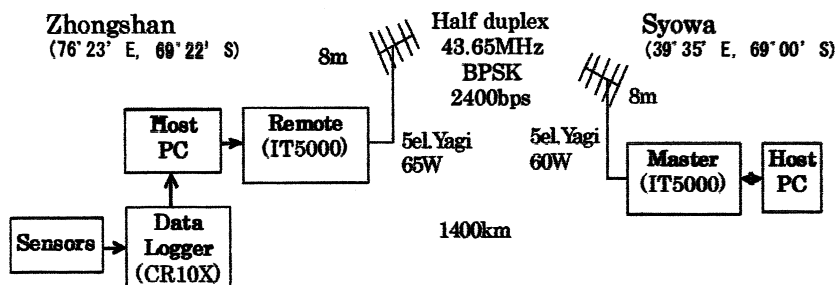 Zhongshan
(76°23' E, 69°22' S)
8m
Half duplex
43.65MHz
BPSK
2400bps
Syowa
(39°35' E, 69°00' S)
8m
Host
PC
Remote
(IT5000)
5el.Yagi
65W
5el.Yagi
60W
Master
(IT5000)
Host
PC
Sensors
Data
Logger
(CR10X)
1400km